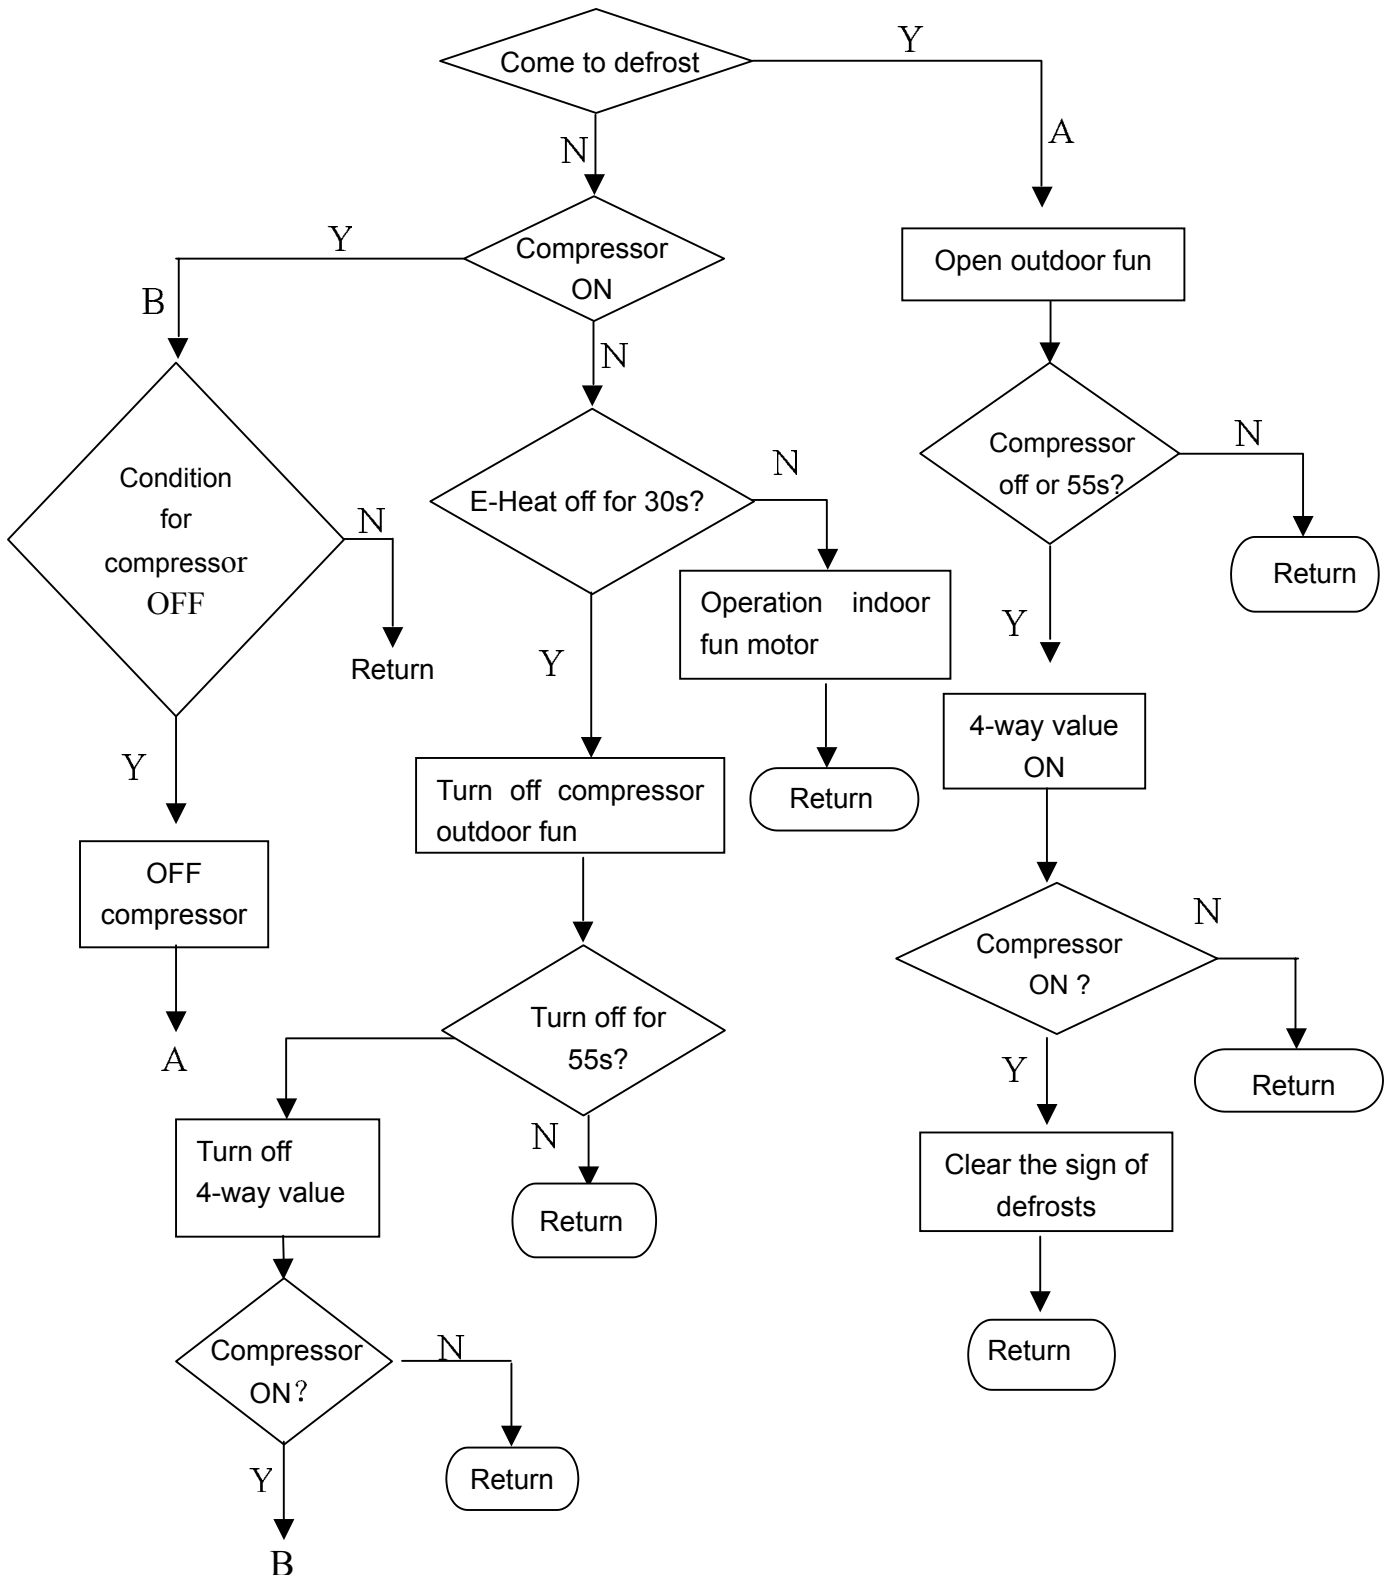 Come to defrost
Y
A
N
Compressor
ON
Y
B
N
Open outdoor fun
Compressor
off or 55s?
N
Return
Y
Condition
for
compressor
OFF
N
Return
Y
E-Heat off for 30s?
N
Operation indoor
fun motor
Return
Y
Turn off compressor
outdoor fun
4-way value
ON
OFF
compressor
A
Compressor
ON ?
N
Return
Y
Turn off for
55s?
N
Return
Turn off
4-way value
Clear the sign of
defrosts
Return
Compressor
ON?
N
Return
Y
B